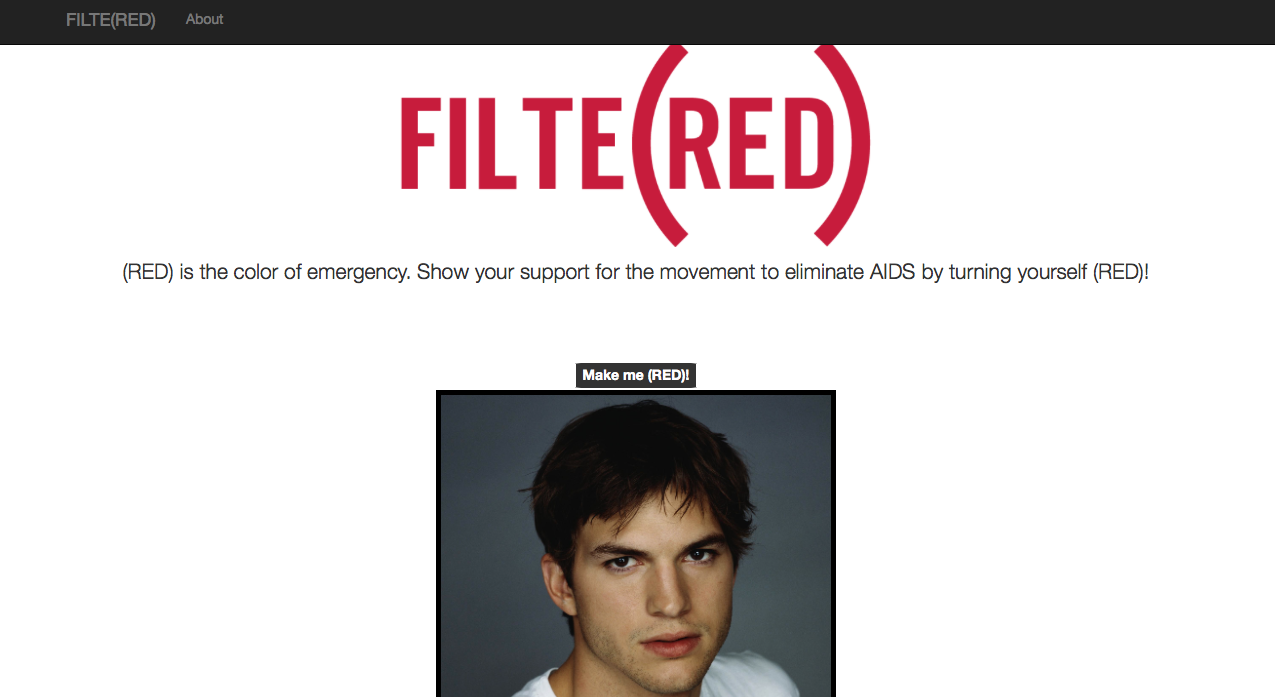 FILTE(RED) About
FILTE(RED)
(RED) is the color of emergency. Show your support for the movement to eliminate AIDS by turning yourself (RED)!
Make me (RED)!